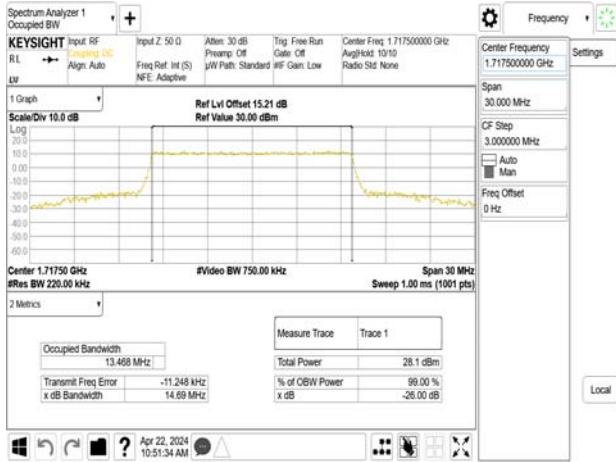 Spectrum Analyzer 1
Occupied BW
Frequency
KEYSIGHT Input: RF
Coupling: DC
Align: Auto
RL
Input Z: 50 Ω
Freq Ref: Int (S)
NFE: Adaptive
Atten: 30 dB
Preamp: Off
µW Path: Standard
Trig: Free Run
Gate: Off
#IF Gain: Low
Center Freq: 1.717500000 GHz
Avg|Hold: 10/10
Radio Std: None
Center Frequency
1.717500000 GHz
Settings
Span
30.000 MHz
CF Step
3.000000 MHz
Auto
Man
Freq Offset
0 Hz
Local
1 Graph
Scale/Div 10.0 dB
Ref Lvl Offset 15.21 dB
Ref Value 30.00 dBm
Log
20.0
10.0
0.00
-10.0
-20.0
-30.0
-40.0
-50.0
-60.0
Center 1.71750 GHz
#Res BW 220.00 kHz
#Video BW 750.00 kHz
Span 30 MHz
Sweep 1.00 ms (1001 pts)
2 Metrics
Measure Trace Trace 1
Occupied Bandwidth
13.468 MHz
Total Power 28.1 dBm
Transmit Freq Error -11.248 kHz
% of OBW Power 99.00 %
x dB Bandwidth 14.69 MHz
x dB -26.00 dB
Apr 22, 2024
10:51:34 AM